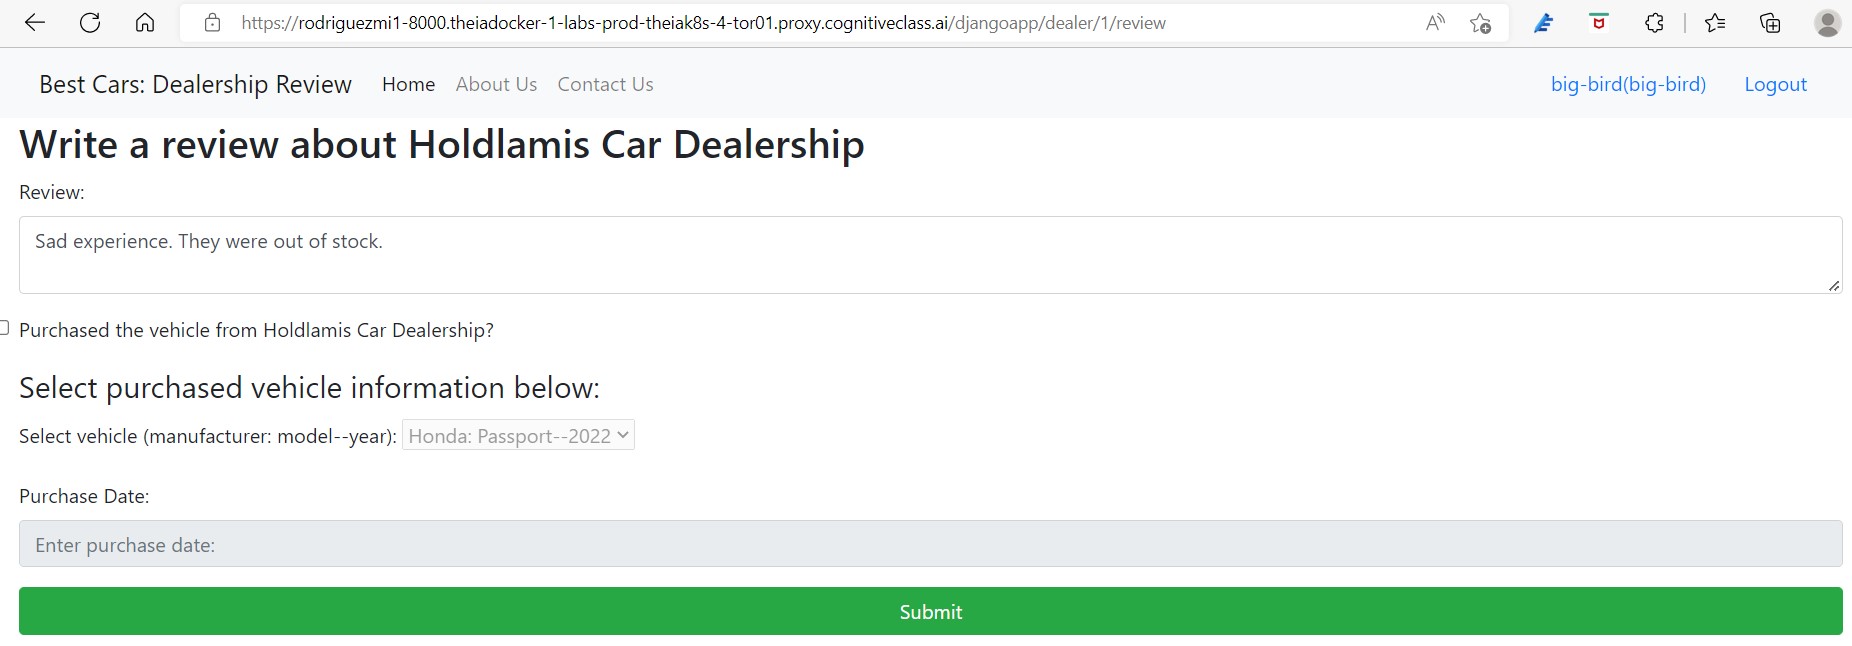 https://rodriguezmi1-8000.theiadocker-1-labs-prod-theiak8s-4-tor01.proxy.cognitiveclass.ai/djangoapp/dealer/1/review
Best Cars: Dealership Review Home About Us Contact Us big-bird(big-bird) Logout
Write a review about Holdlamis Car Dealership
Review:
Sad experience. They were out of stock.
Purchased the vehicle from Holdlamis Car Dealership?
Select purchased vehicle information below:
Select vehicle (manufacturer: model--year): Honda: Passport--2022
Purchase Date:
Enter purchase date:
Submit